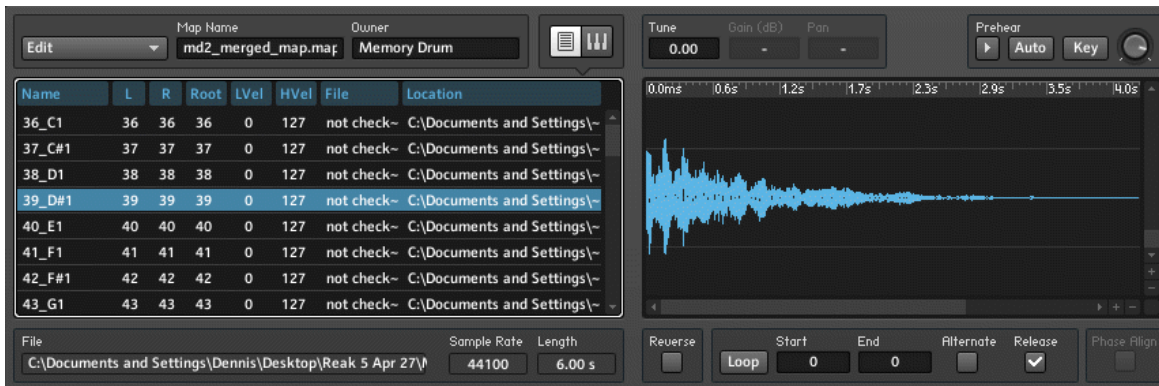 Map Name Owner
Edit md2_merged_map.map Memory Drum
Tune Gain (dB) Pan
0.00 - -
Prehear
Auto Key
Name L R Root LVel HVel File Location
36_C1 36 36 36 0 127 not check~ C:\Documents and Settings\~
37_C#1 37 37 37 0 127 not check~ C:\Documents and Settings\~
38_D1 38 38 38 0 127 not check~ C:\Documents and Settings\~
39_D#1 39 39 39 0 127 not check~ C:\Documents and Settings\~
40_E1 40 40 40 0 127 not check~ C:\Documents and Settings\~
41_F1 41 41 41 0 127 not check~ C:\Documents and Settings\~
42_F#1 42 42 42 0 127 not check~ C:\Documents and Settings\~
43_G1 43 43 43 0 127 not check~ C:\Documents and Settings\~
0.0ms 0.6s 1.2s 1.7s 2.3s 2.9s 3.5s 4.0s
File Sample Rate Length
C:\Documents and Settings\Dennis\Desktop\Reak 5 Apr 27\ 44100 6.00 s
Reverse Start End Alternate Release Phase Align
Loop 0 0